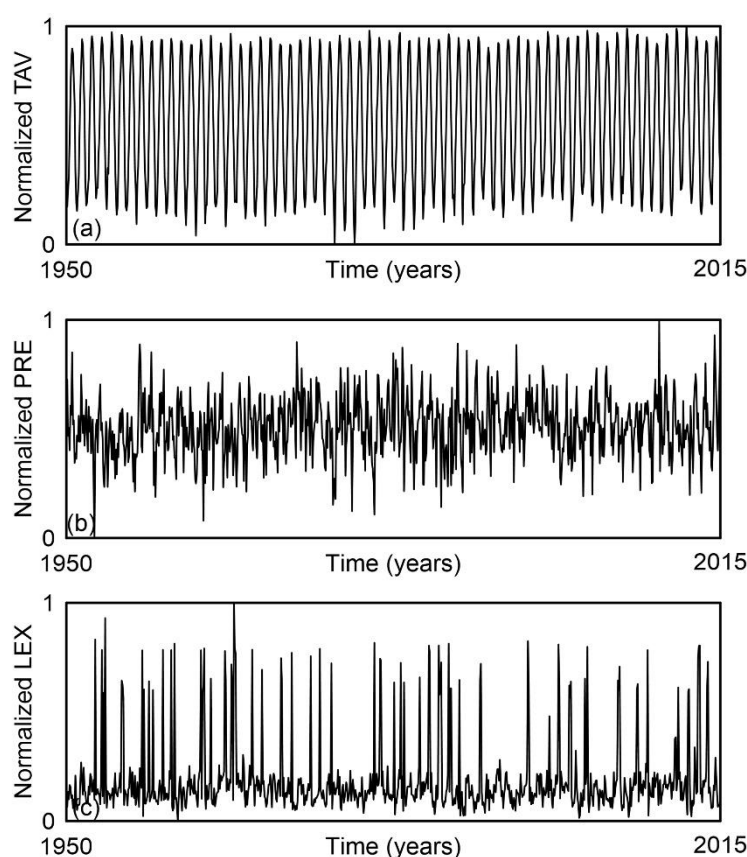 1
Normalized TAV
(a)
0
1950 Time (years) 2015
1
Normalized PRE
(b)
0
1950 Time (years) 2015
1
Normalized LEX
(c)
0
1950 Time (years) 2015